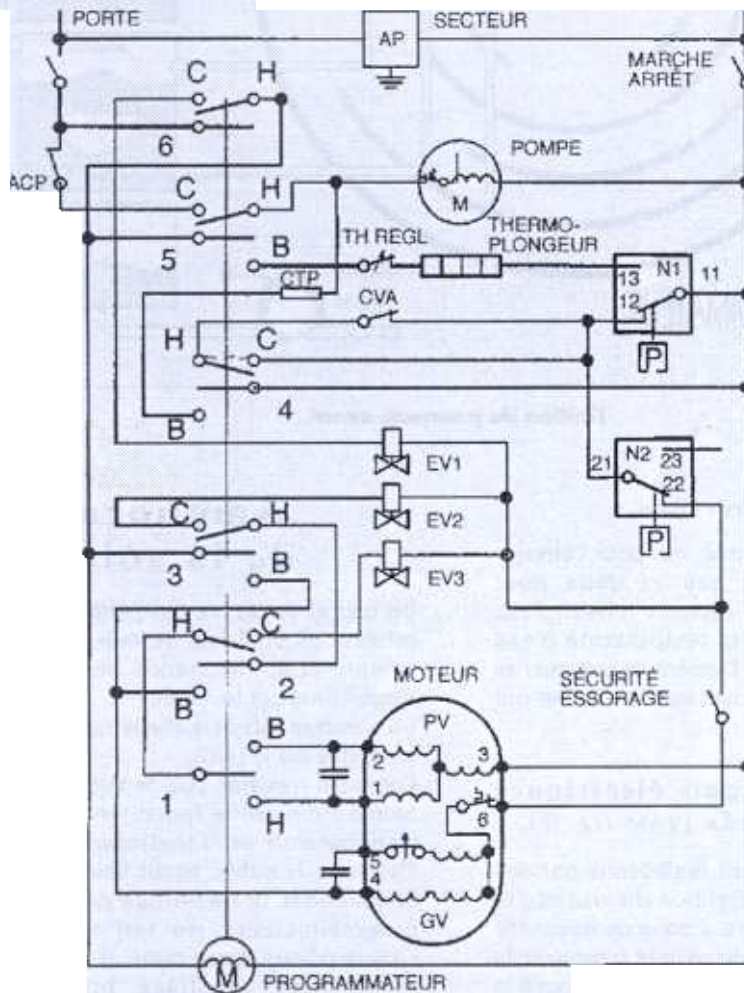 PORTE
SECTEUR
AP
MARCHE
ARRÊT
C H
6
ACP
POMPE
C H
M
5
B
TH REGL
THERMO-
PLONGEUR
13 N1 11
12
CTP
CVA
P
H C
4
B
21 N2 23
22
EV1
P
EV2
C H
3
B
EV3
H C
2
B
MOTEUR
SÉCURITÉ
ESSORAGE
B
PV
2 3
1
1
H
6
5
4
GV
M
PROGRAMMATEUR